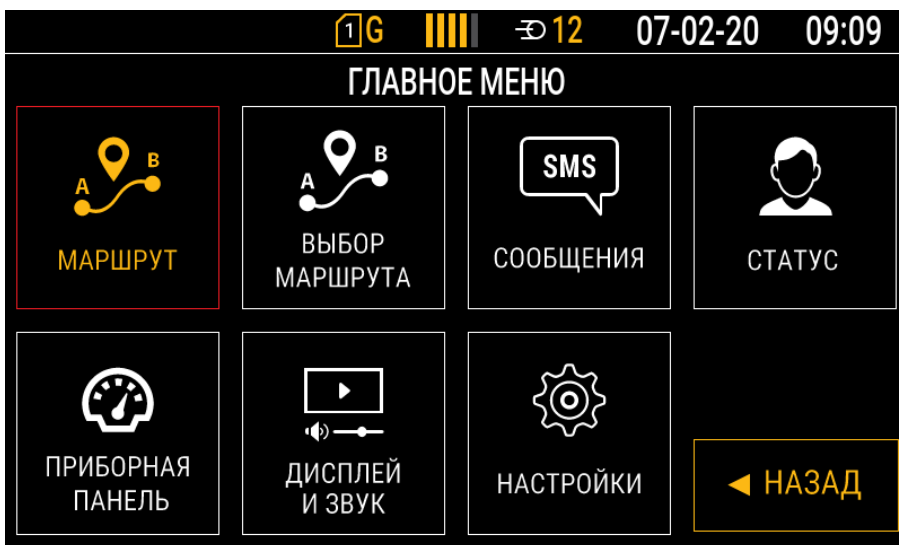 1 G 12 07-02-20 09:09
ГЛАВНОЕ МЕНЮ
A B
МАРШРУТ
A B
ВЫБОР
МАРШРУТА
SMS
СООБЩЕНИЯ
СТАТУС
ПРИБОРНАЯ
ПАНЕЛЬ
ДИСПЛЕЙ
И ЗВУК
НАСТРОЙКИ
НАЗАД